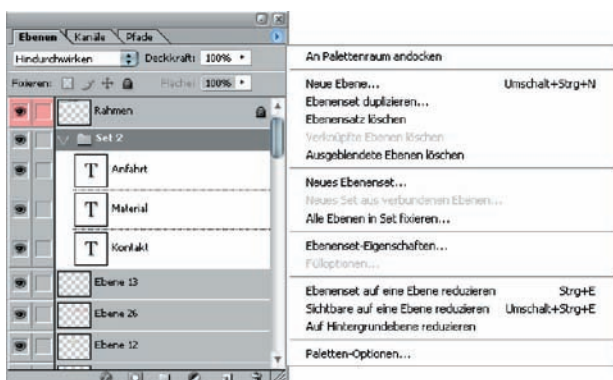 Ebenen Kanäle Pfade
Hindurchwirken Deckkraft: 100%
Fixieren: Fläche: 100%
Rahmen
Set 2
T Anfahrt
T Material
T Kontakt
Ebene 13
Ebene 26
Ebene 12
An Palettenraum andocken
Neue Ebene... Umschalt+Strg+N
Ebenenset duplizieren...
Ebenensatz löschen
Verknüpfte Ebenen löschen
Ausgeblendete Ebenen löschen
Neues Ebenenset...
Neues Set aus verbundenen Ebenen...
Alle Ebenen in Set fixieren...
Ebenenset-Eigenschaften...
Fülloptionen...
Ebenenset auf eine Ebene reduzieren Strg+E
Sichtbare auf eine Ebene reduzieren Umschalt+Strg+E
Auf Hintergrundebene reduzieren
Paletten-Optionen...